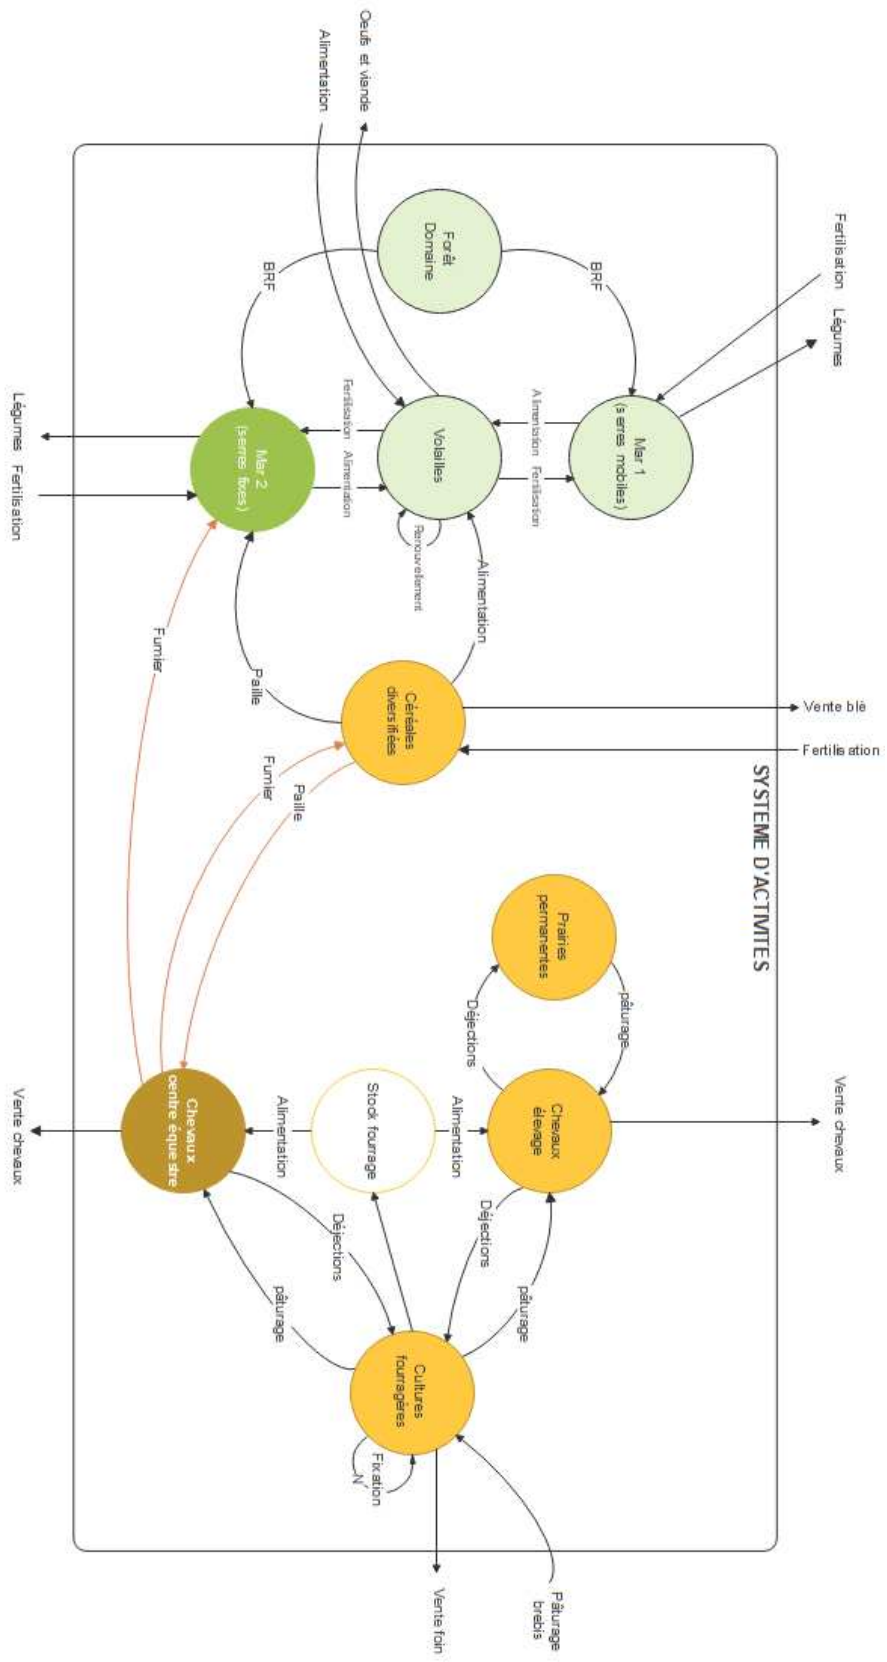 Vente blé
Fertilisation
Fertilisation
Légumes
Vente chevaux
SYSTEME D'ACTIVITES
Mar 1
(serres mobiles)
BRF
pâturage
Prairies
permanentes
Chevaux
élevage
Pâturage
brebis
Alimentation
Fertilisation
Alimentation
Déjections
Déjections
pâturage
Forêt
Domaine
Volailles
Renouvellement
Céréales
diversifiées
Alimentation
Stock fourrage
Cultures
fourragères
Fixation
N
Vente foin
Oeufs et viande
Alimentation
Fertilisation
Alimentation
BRF
Paille
Fumier
Paille
Alimentation
Déjections
pâturage
Mar 2
(serres fixes)
Fumier
Chevaux
centre équestre
Légumes
Fertilisation
Vente chevaux